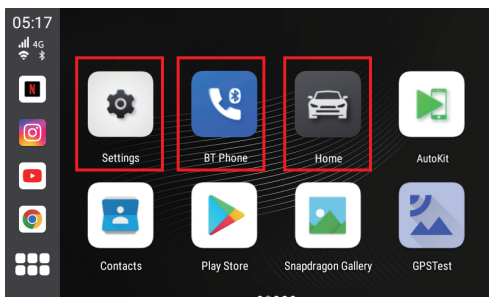 05:17
4G
N
Settings
BT Phone
Home
AutoKit
Contacts
Play Store
Snapdragon Gallery
GPSTest